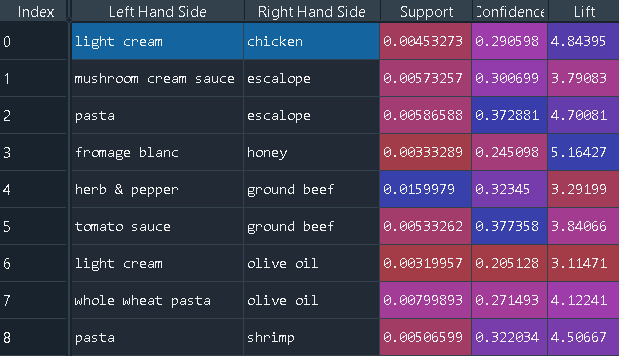 Index Left Hand Side Right Hand Side Support Confidence Lift
0 light cream chicken 0.00453273 0.290598 4.84395
1 mushroom cream sauce escalope 0.00573257 0.300699 3.79083
2 pasta escalope 0.00586588 0.372881 4.70081
3 fromage blanc honey 0.00333289 0.245098 5.16427
4 herb & pepper ground beef 0.0159979 0.32345 3.29199
5 tomato sauce ground beef 0.00533262 0.377358 3.84066
6 light cream olive oil 0.00319957 0.205128 3.11471
7 whole wheat pasta olive oil 0.00799893 0.271493 4.12241
8 pasta shrimp 0.00506599 0.322034 4.50667